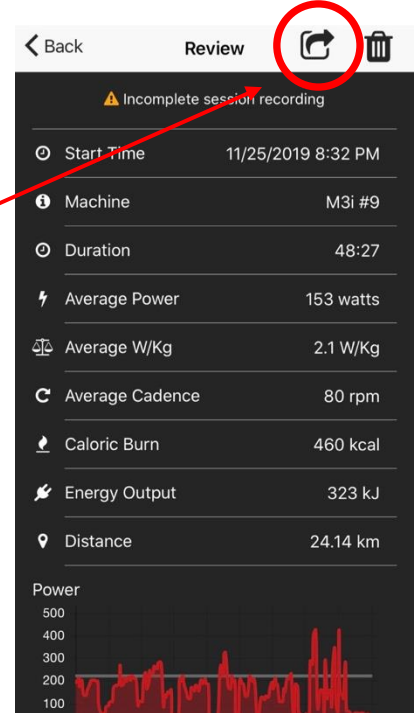 Back Review
Incomplete session recording
Start Time 11/25/2019 8:32 PM
Machine M3i #9
Duration 48:27
Average Power 153 watts
Average W/Kg 2.1 W/Kg
Average Cadence 80 rpm
Caloric Burn 460 kcal
Energy Output 323 kJ
Distance 24.14 km
Power
500
400
300
200
100